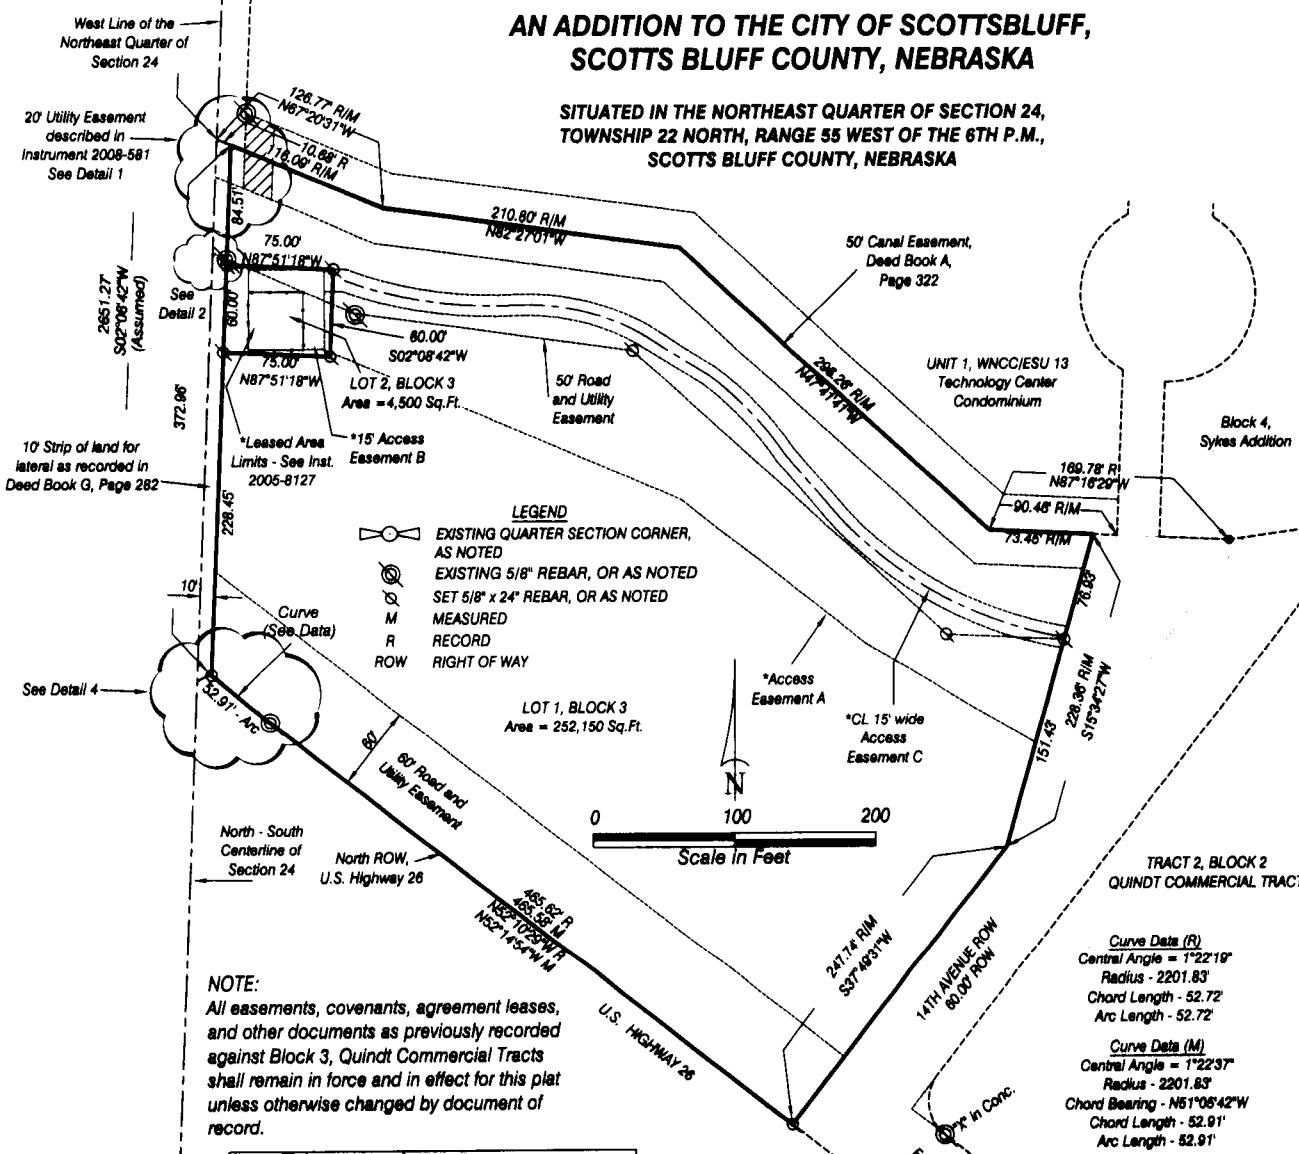 AN ADDITION TO THE CITY OF SCOTTSBLUFF,
SCOTTS BLUFF COUNTY, NEBRASKA
SITUATED IN THE NORTHEAST QUARTER OF SECTION 24,
TOWNSHIP 22 NORTH, RANGE 55 WEST OF THE 6TH P.M.,
SCOTTS BLUFF COUNTY, NEBRASKA
West Line of the
Northeast Quarter of
Section 24
20' Utility Easement
described in
Instrument 2008-581
See Detail 1
126.77' R/M
N67°20'31"W
10.68' R
116.09' R/M
84.51'
210.80' R/M
N82°27'01"W
50' Canal Easement,
Deed Book A,
Page 322
2651.27'
S02°08'42"W
(Assumed)
See
Detail 2
75.00'
N87°51'18"W
60.00'
60.00'
S02°08'42"W
75.00'
N87°51'18"W
LOT 2, BLOCK 3
Area = 4,500 Sq.Ft.
50' Road
and Utility
Easement
298.26' R/M
N47°41'41"W
UNIT 1, WNCC/ESU 13
Technology Center
Condominium
Block 4,
Sykes Addition
372.96'
*Leased Area
Limits - See Inst.
2005-8127
*15' Access
Easement B
10' Strip of land for
lateral as recorded in
Deed Book G, Page 282
228.45'
169.78' R
N87°16'29"W
90.46' R/M
73.46' R/M
76.93'
LEGEND
EXISTING QUARTER SECTION CORNER,
AS NOTED
EXISTING 5/8" REBAR, OR AS NOTED
SET 5/8" x 24" REBAR, OR AS NOTED
M MEASURED
R RECORD
ROW RIGHT OF WAY
10'
Curve
(See Data)
See Detail 4
52.91' - Arc
LOT 1, BLOCK 3
Area = 252,150 Sq.Ft.
*Access
Easement A
*CL 15' wide
Access
Easement C
228.36' R/M
S15°34'27"W
151.43'
60'
60' Road and
Utility Easement
N
0 100 200
Scale in Feet
North - South
Centerline of
Section 24
North ROW,
U.S. Highway 26
465.62' R
465.58' M
N52°10'29"W R
N52°14'54"W M
U.S. HIGHWAY 26
247.74' R/M
S37°49'31"W
14TH AVENUE ROW
60.00' ROW
TRACT 2, BLOCK 2
QUINDT COMMERCIAL TRACT
NOTE:
All easements, covenants, agreement leases,
and other documents as previously recorded
against Block 3, Quindt Commercial Tracts
shall remain in force and in effect for this plat
unless otherwise changed by document of
record.
Curve Data (R)
Central Angle = 1°22'19"
Radius - 2201.83'
Chord Length - 52.72'
Arc Length - 52.72'
Curve Data (M)
Central Angle = 1°22'37"
Radius - 2201.83'
Chord Bearing - N51°06'42"W
Chord Length - 52.91'
Arc Length - 52.91'
"X" in Conc.